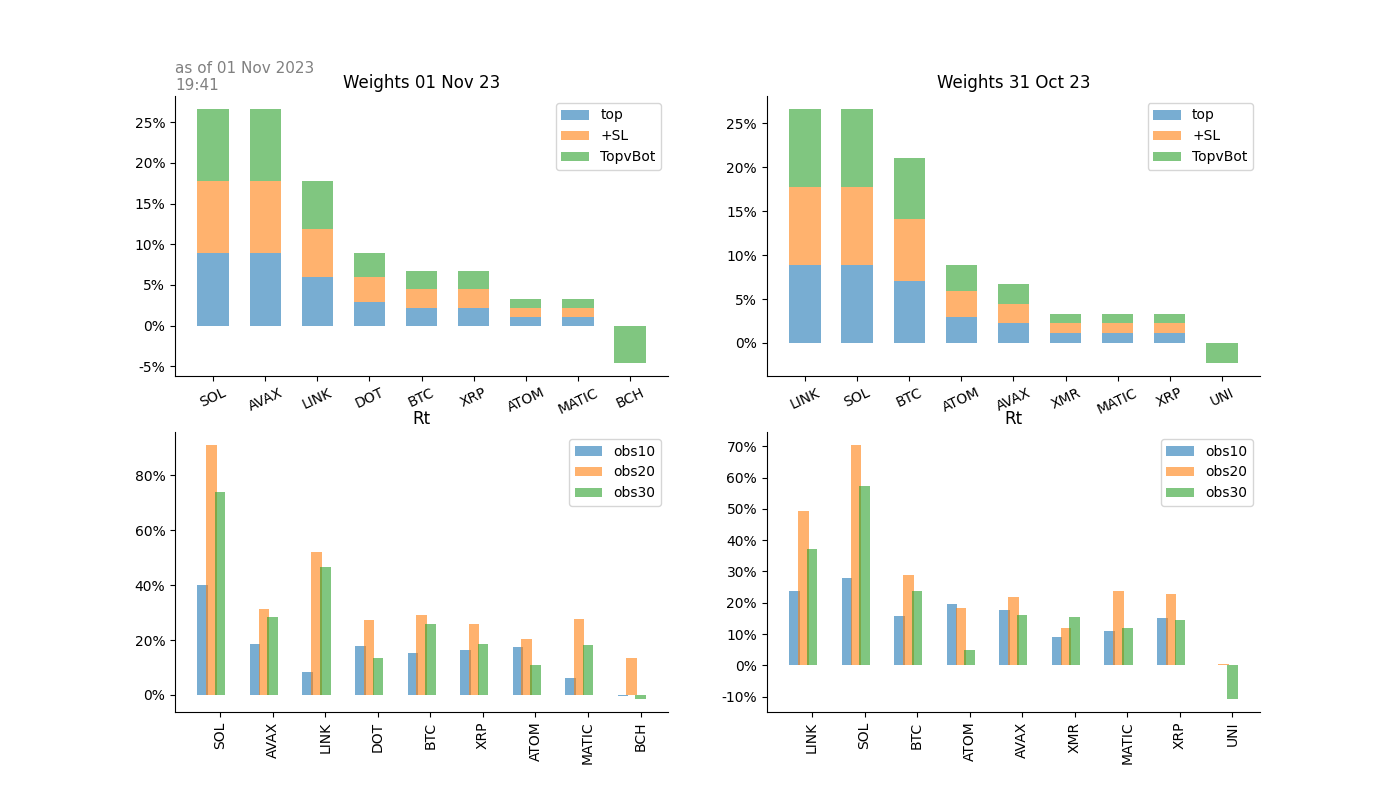 as of 01 Nov 2023
19:41
Weights 01 Nov 23
25%
20%
15%
10%
5%
0%
-5%
top
+SL
TopvBot
SOL
AVAX
LINK
DOT
BTC
XRP
ATOM
MATIC
BCH
Weights 31 Oct 23
25%
20%
15%
10%
5%
0%
top
+SL
TopvBot
LINK
SOL
BTC
ATOM
AVAX
XMR
MATIC
XRP
UNI
Rt
80%
60%
40%
20%
0%
obs10
obs20
obs30
SOL
AVAX
LINK
DOT
BTC
XRP
ATOM
MATIC
BCH
Rt
70%
60%
50%
40%
30%
20%
10%
0%
-10%
obs10
obs20
obs30
LINK
SOL
BTC
ATOM
AVAX
XMR
MATIC
XRP
UNI